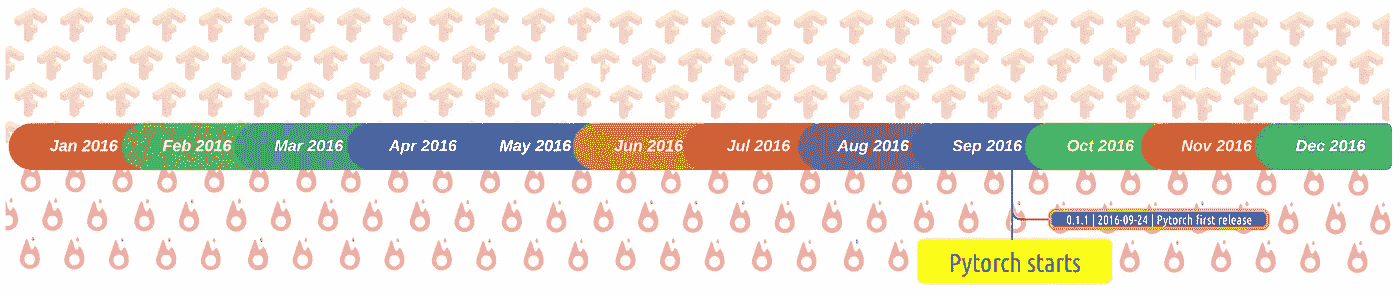 Jan 2016 Feb 2016 Mar 2016 Apr 2016 May 2016 Jun 2016 Jul 2016 Aug 2016 Sep 2016 Oct 2016 Nov 2016 Dec 2016
0.1.1 | 2016-09-24 | Pytorch first release
Pytorch starts